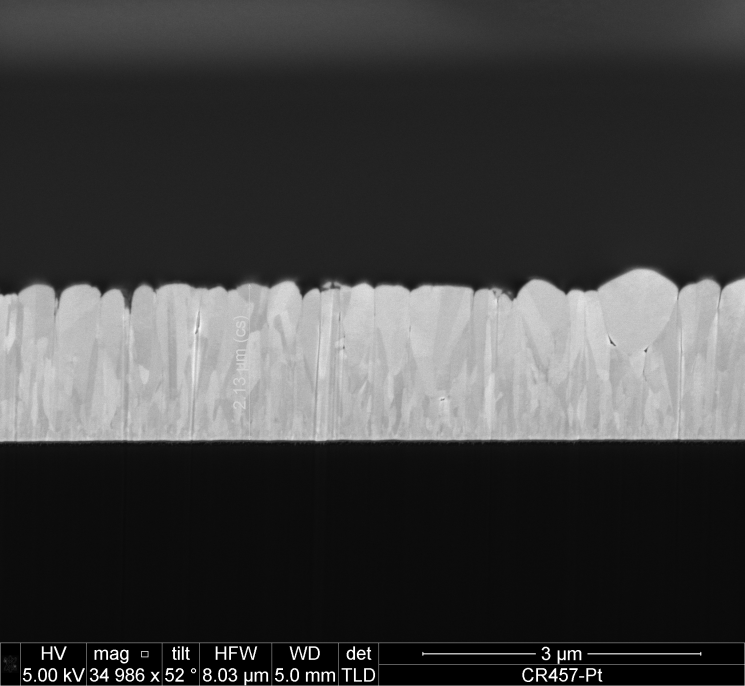 2.13 µm (cs)
HV mag □ tilt HFW WD det 3 µm
5.00 kV 34 986 x 52 ° 8.03 µm 5.0 mm TLD CR457-Pt